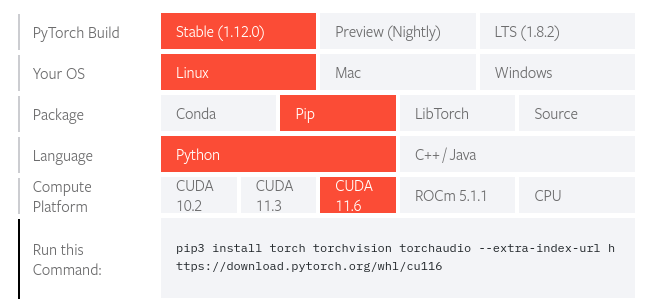 PyTorch Build Stable (1.12.0) Preview (Nightly) LTS (1.8.2)
Your OS Linux Mac Windows
Package Conda Pip LibTorch Source
Language Python C++ / Java
Compute Platform CUDA 10.2 CUDA 11.3 CUDA 11.6 ROCm 5.1.1 CPU
Run this
Command:
pip3 install torch torchvision torchaudio --extra-index-url h
ttps://download.pytorch.org/whl/cu116